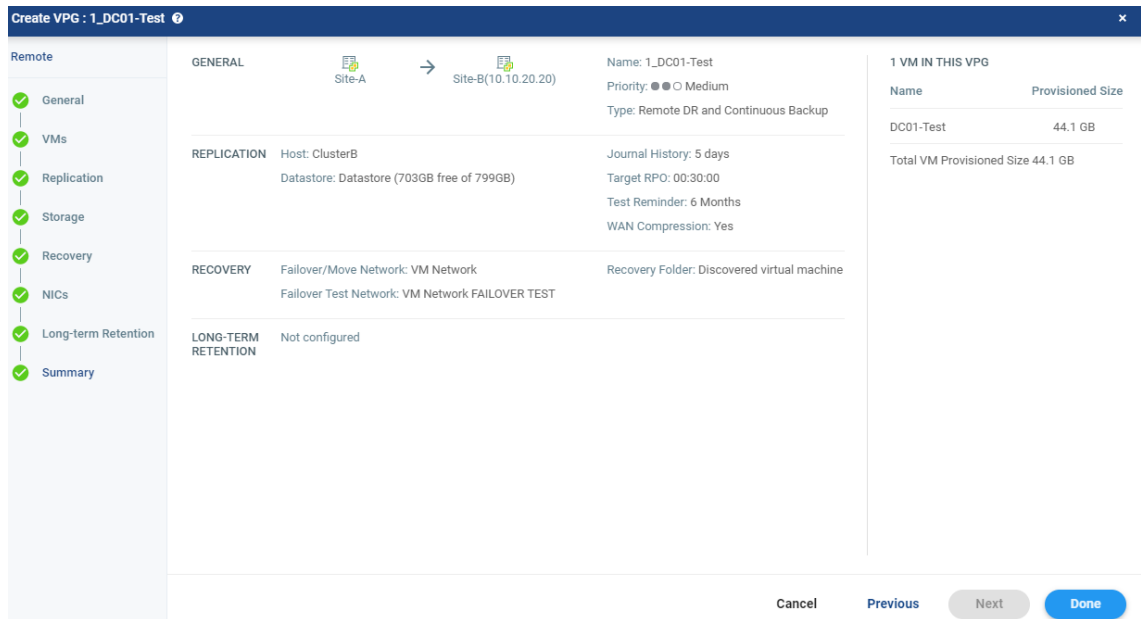 Create VPG : 1_DC01-Test ?
×
Remote
General
VMs
Replication
Storage
Recovery
NICs
Long-term Retention
Summary
GENERAL
Site-A
Site-B(10.10.20.20)
Name: 1_DC01-Test
Priority: Medium
Type: Remote DR and Continuous Backup
REPLICATION
Host: ClusterB
Datastore: Datastore (703GB free of 799GB)
Journal History: 5 days
Target RPO: 00:30:00
Test Reminder: 6 Months
WAN Compression: Yes
RECOVERY
Failover/Move Network: VM Network
Failover Test Network: VM Network FAILOVER TEST
Recovery Folder: Discovered virtual machine
LONG-TERM
RETENTION
Not configured
1 VM IN THIS VPG
Name Provisioned Size
DC01-Test 44.1 GB
Total VM Provisioned Size 44.1 GB
Cancel Previous Next Done